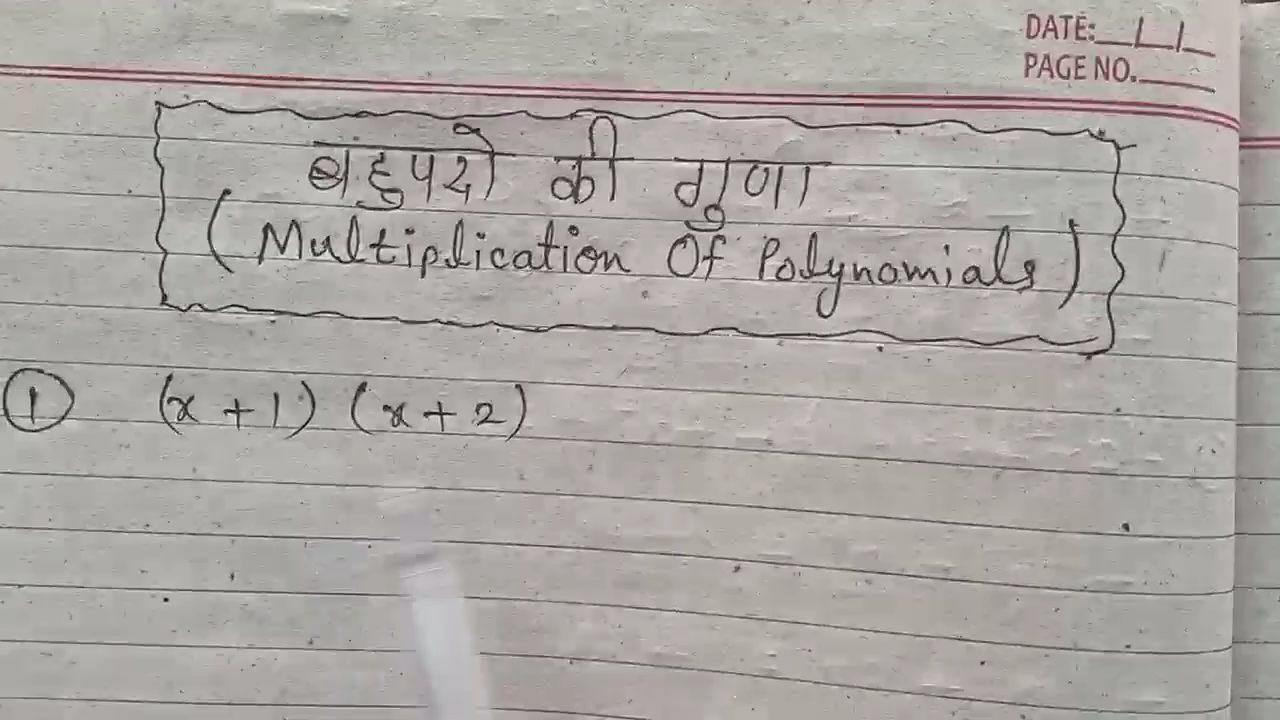 DATE:
PAGE NO.
बहुपदो की गुणा
( Multiplication Of Polynomials )
① (x + 1) (x + 2)